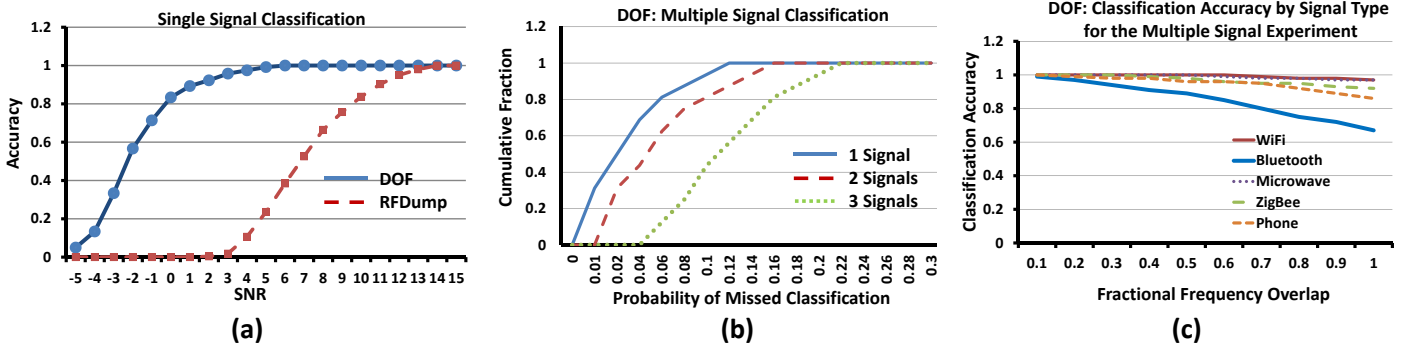 Single Signal Classification
Accuracy
1.2
1
0.8
0.6
0.4
0.2
0
-5 -4 -3 -2 -1 0 1 2 3 4 5 6 7 8 9 10 11 12 13 14 15
SNR
DOF
RFDump
(a)
DOF: Multiple Signal Classification
Cumulative Fraction
1.2
1
0.8
0.6
0.4
0.2
0
0 0.01 0.02 0.04 0.06 0.08 0.1 0.12 0.14 0.16 0.18 0.2 0.22 0.24 0.26 0.28 0.3
Probability of Missed Classification
1 Signal
2 Signals
3 Signals
(b)
DOF: Classification Accuracy by Signal Type
for the Multiple Signal Experiment
Classification Accuracy
1.2
1
0.8
0.6
0.4
0.2
0
0.1 0.2 0.3 0.4 0.5 0.6 0.7 0.8 0.9 1
Fractional Frequency Overlap
WiFi
Bluetooth
Microwave
ZigBee
Phone
(c)